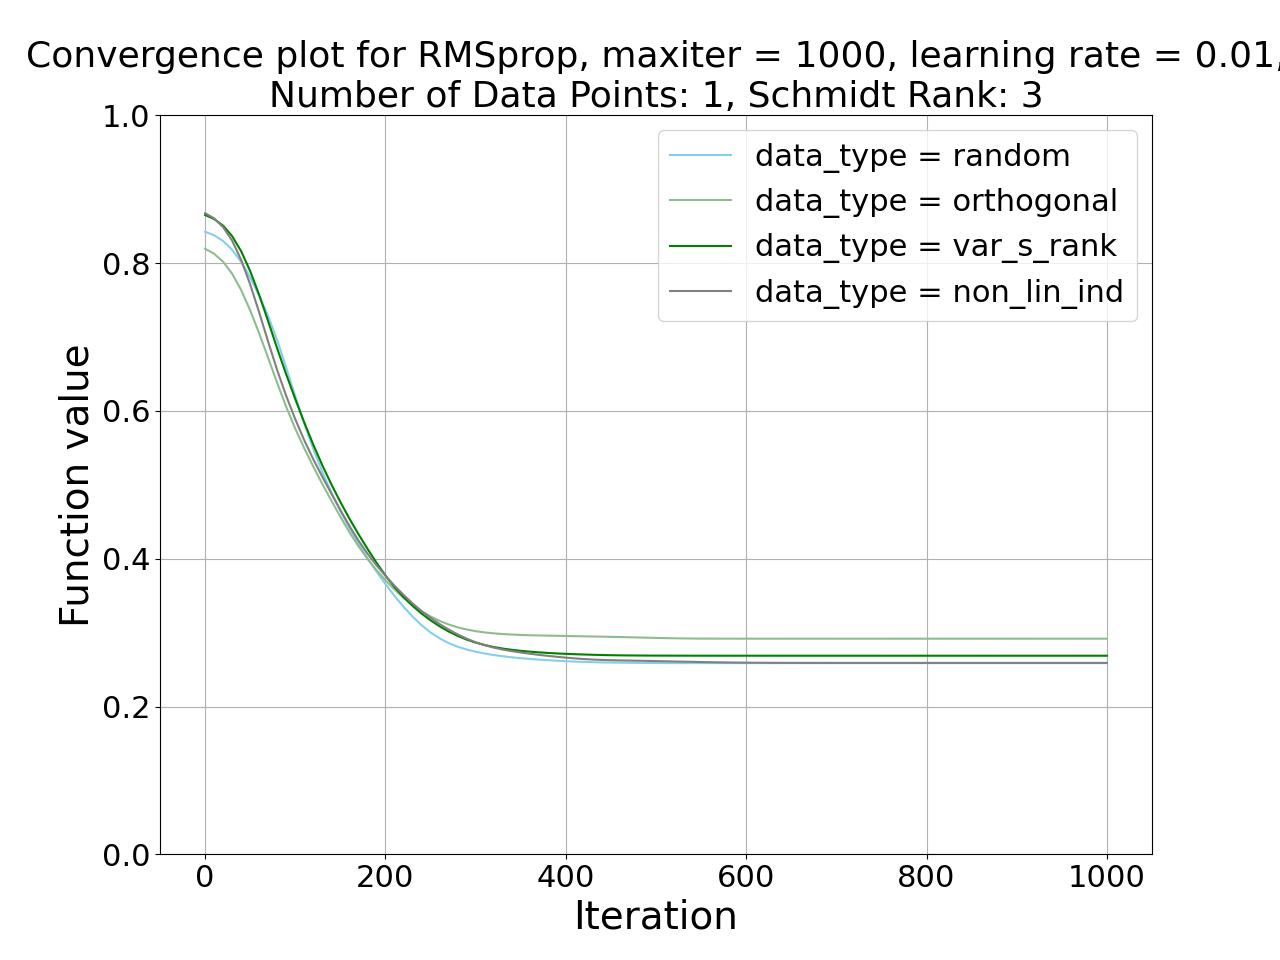 Convergence plot for RMSprop, maxiter = 1000, learning rate = 0.01,
Number of Data Points: 1, Schmidt Rank: 3
data_type = random
data_type = orthogonal
data_type = var_s_rank
data_type = non_lin_ind
Function value
1.0
0.8
0.6
0.4
0.2
0.0
0 200 400 600 800 1000
Iteration